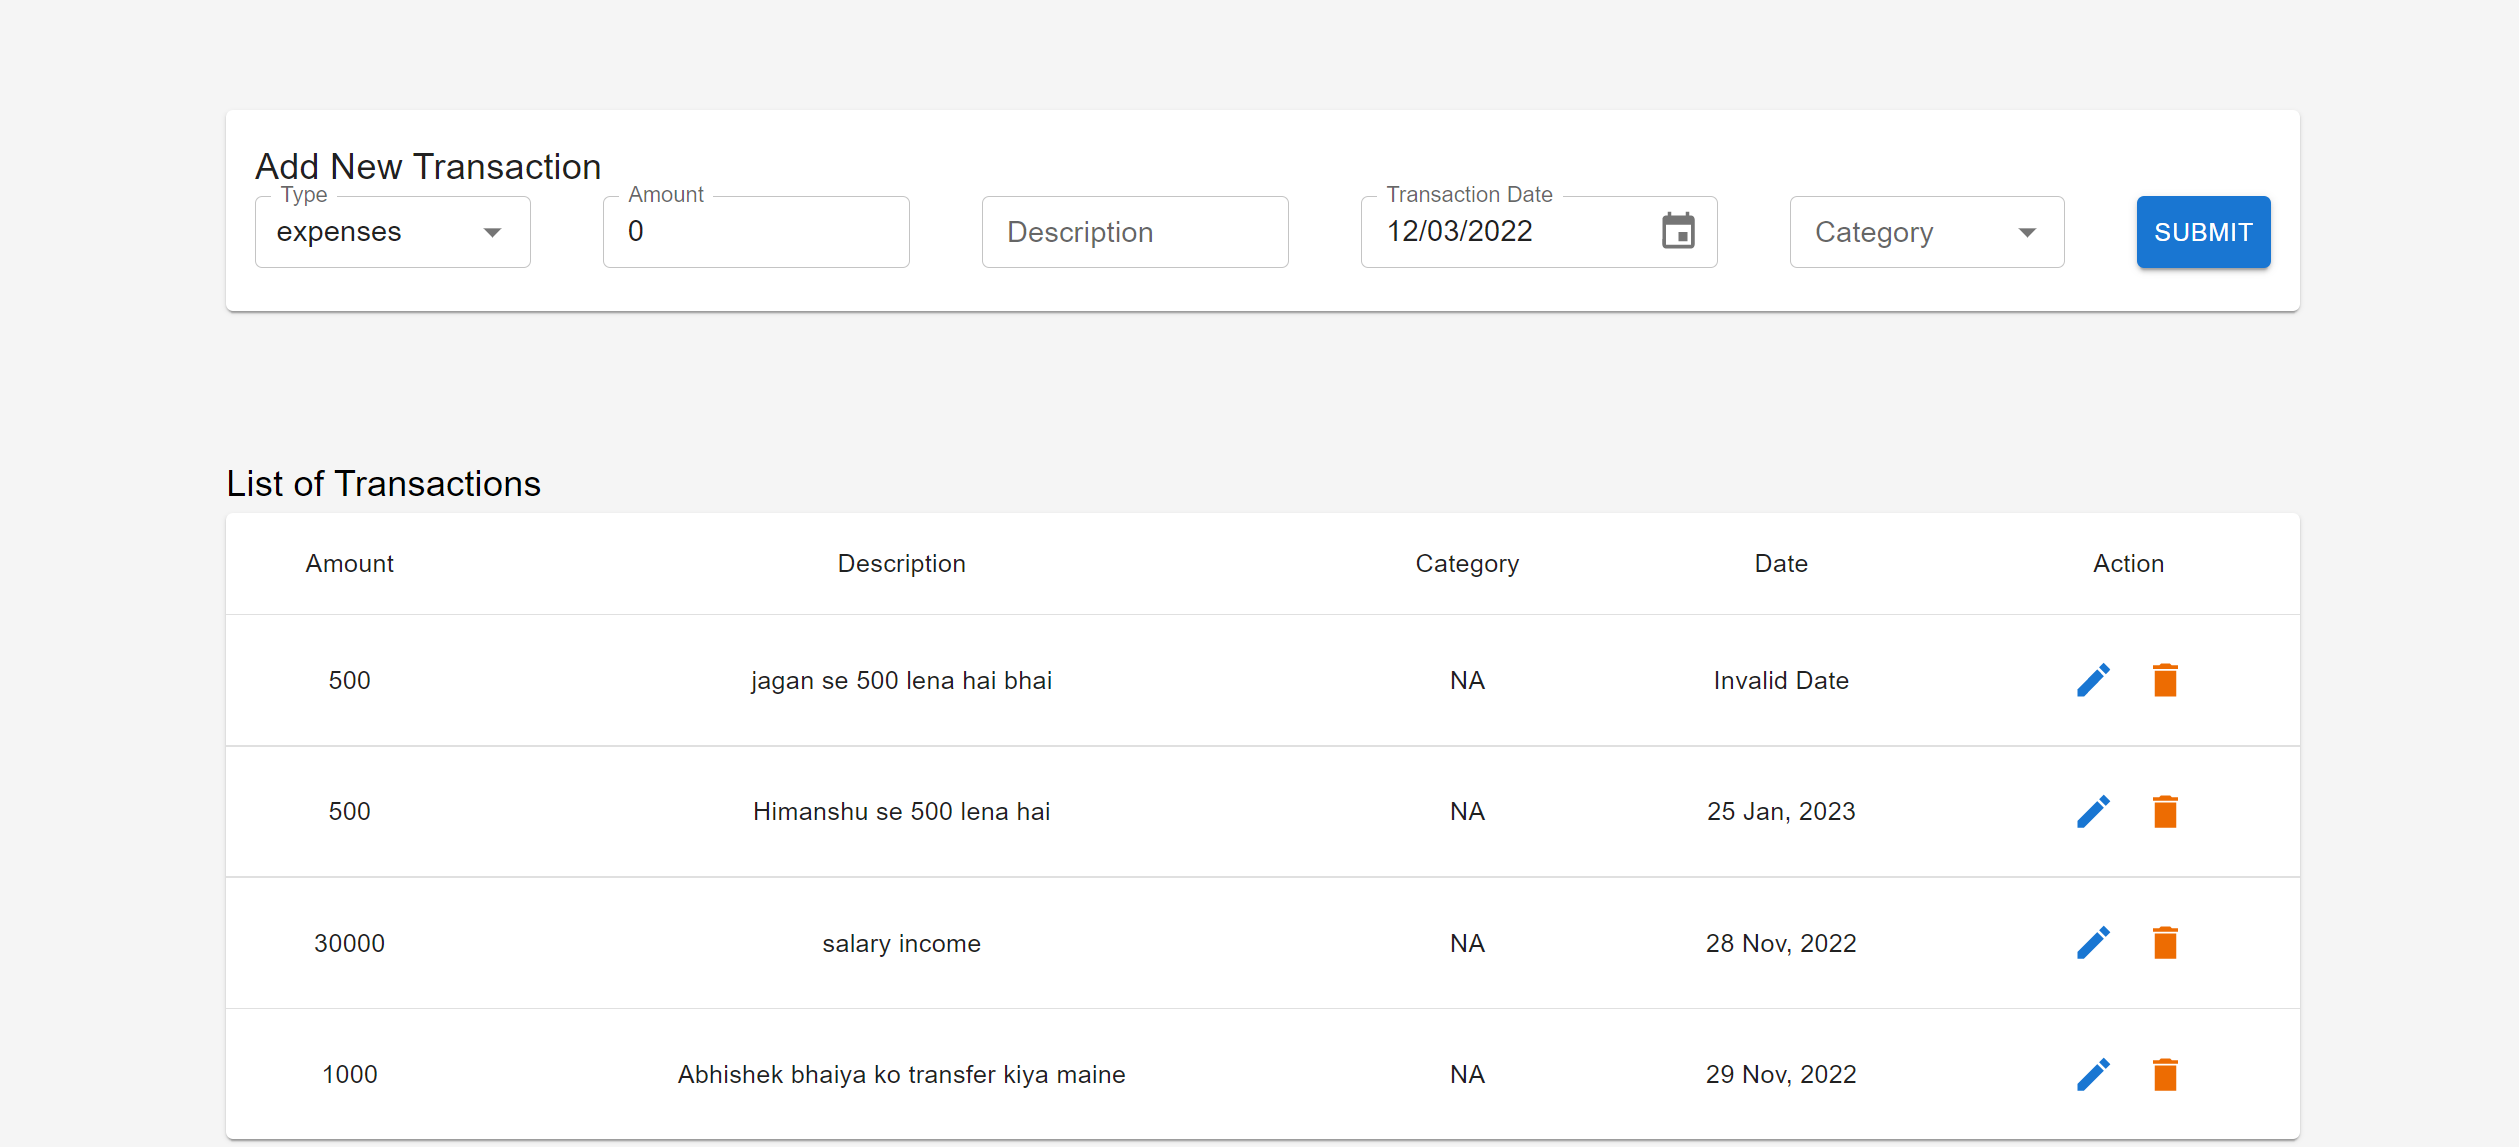 Add New Transaction
Type Amount Transaction Date
expenses 0 Description 12/03/2022 Category SUBMIT
List of Transactions
Amount Description Category Date Action
500 jagan se 500 lena hai bhai NA Invalid Date
500 Himanshu se 500 lena hai NA 25 Jan, 2023
30000 salary income NA 28 Nov, 2022
1000 Abhishek bhaiya ko transfer kiya maine NA 29 Nov, 2022